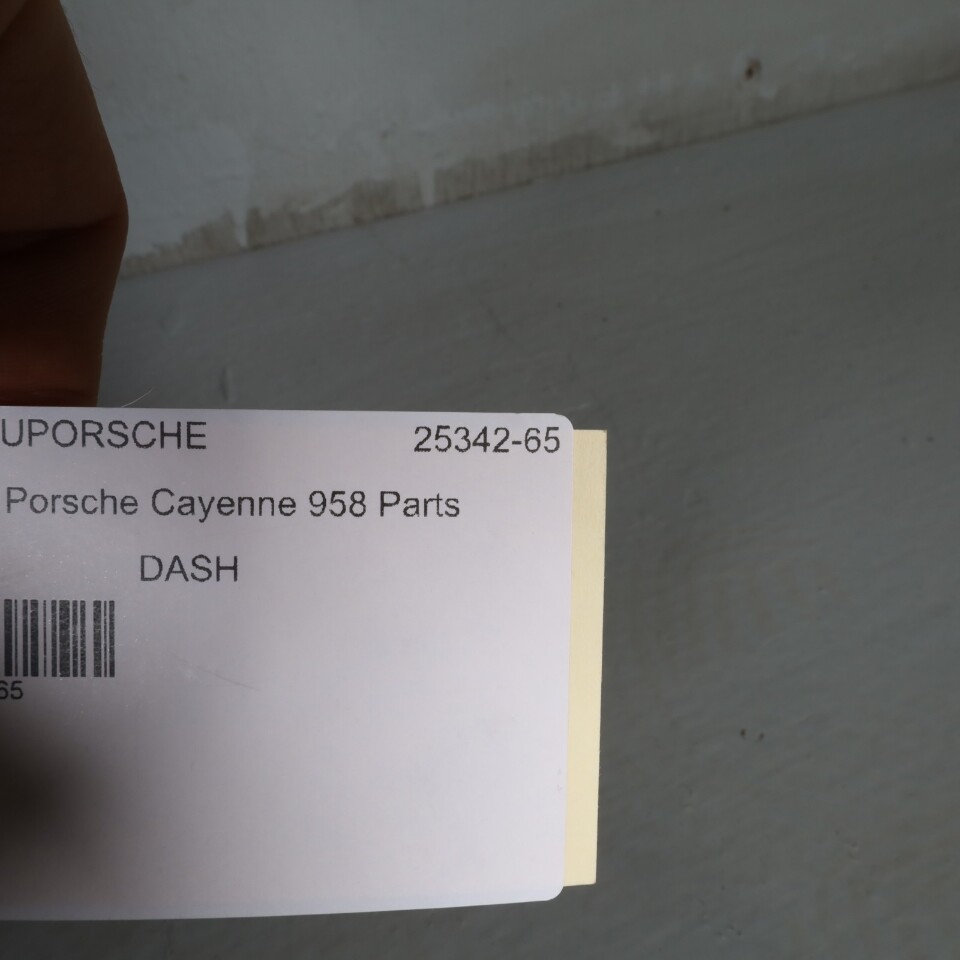 UPORSCHE 25342-65
Porsche Cayenne 958 Parts
DASH
65